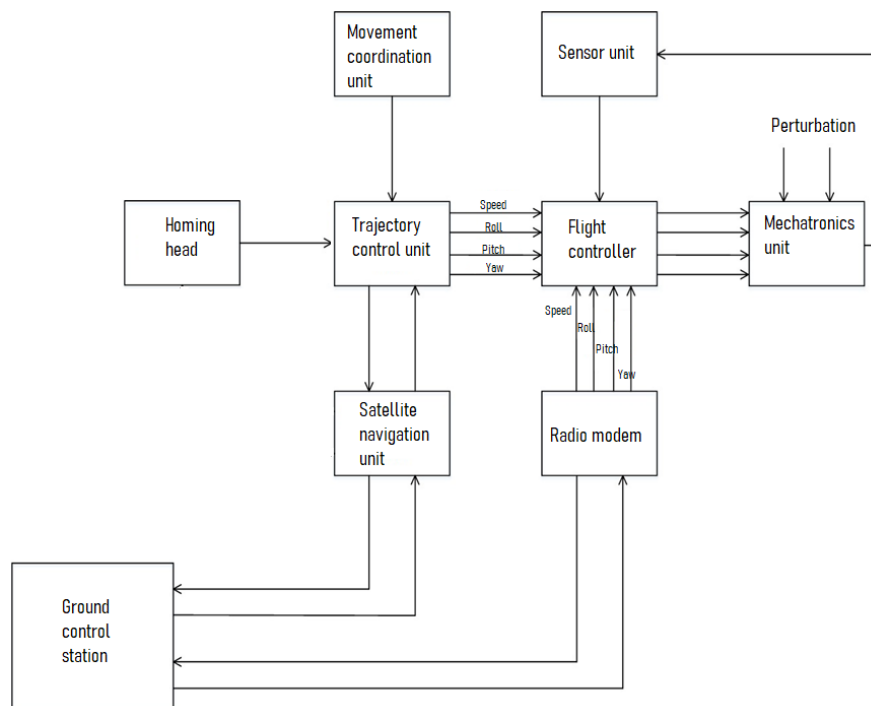 Movement
coordination
unit
Sensor unit
Perturbation
Homing
head
Trajectory
control unit
Speed
Roll
Pitch
Yaw
Flight
controller
Mechatronics
unit
Speed
Roll
Pitch
Yaw
Satellite
navigation
unit
Radio modem
Ground
control
station